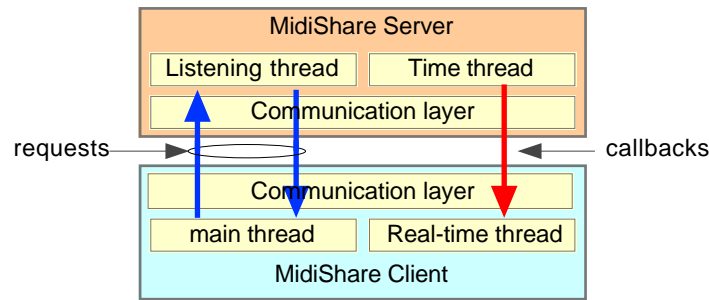 MidiShare Server
Listening thread
Time thread
Communication layer
requests
callbacks
Communication layer
main thread
Real-time thread
MidiShare Client